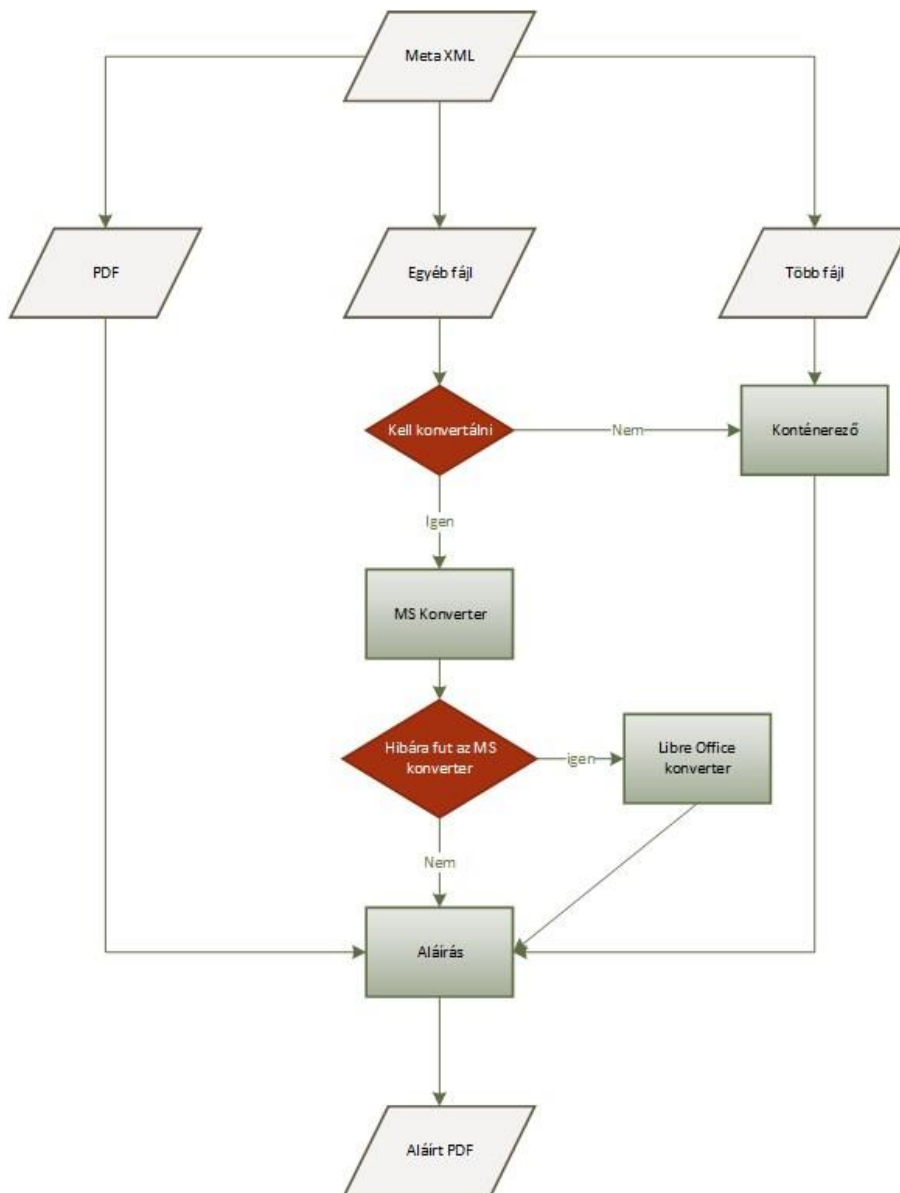 Meta XML
PDF
Egyéb fájl
Több fájl
Kell konvertálni
Nem
Konténerező
Igen
MS Konverter
Hibára fut az MS
konverter
igen
Libre Office
konverter
Nem
Aláírás
Aláírt PDF